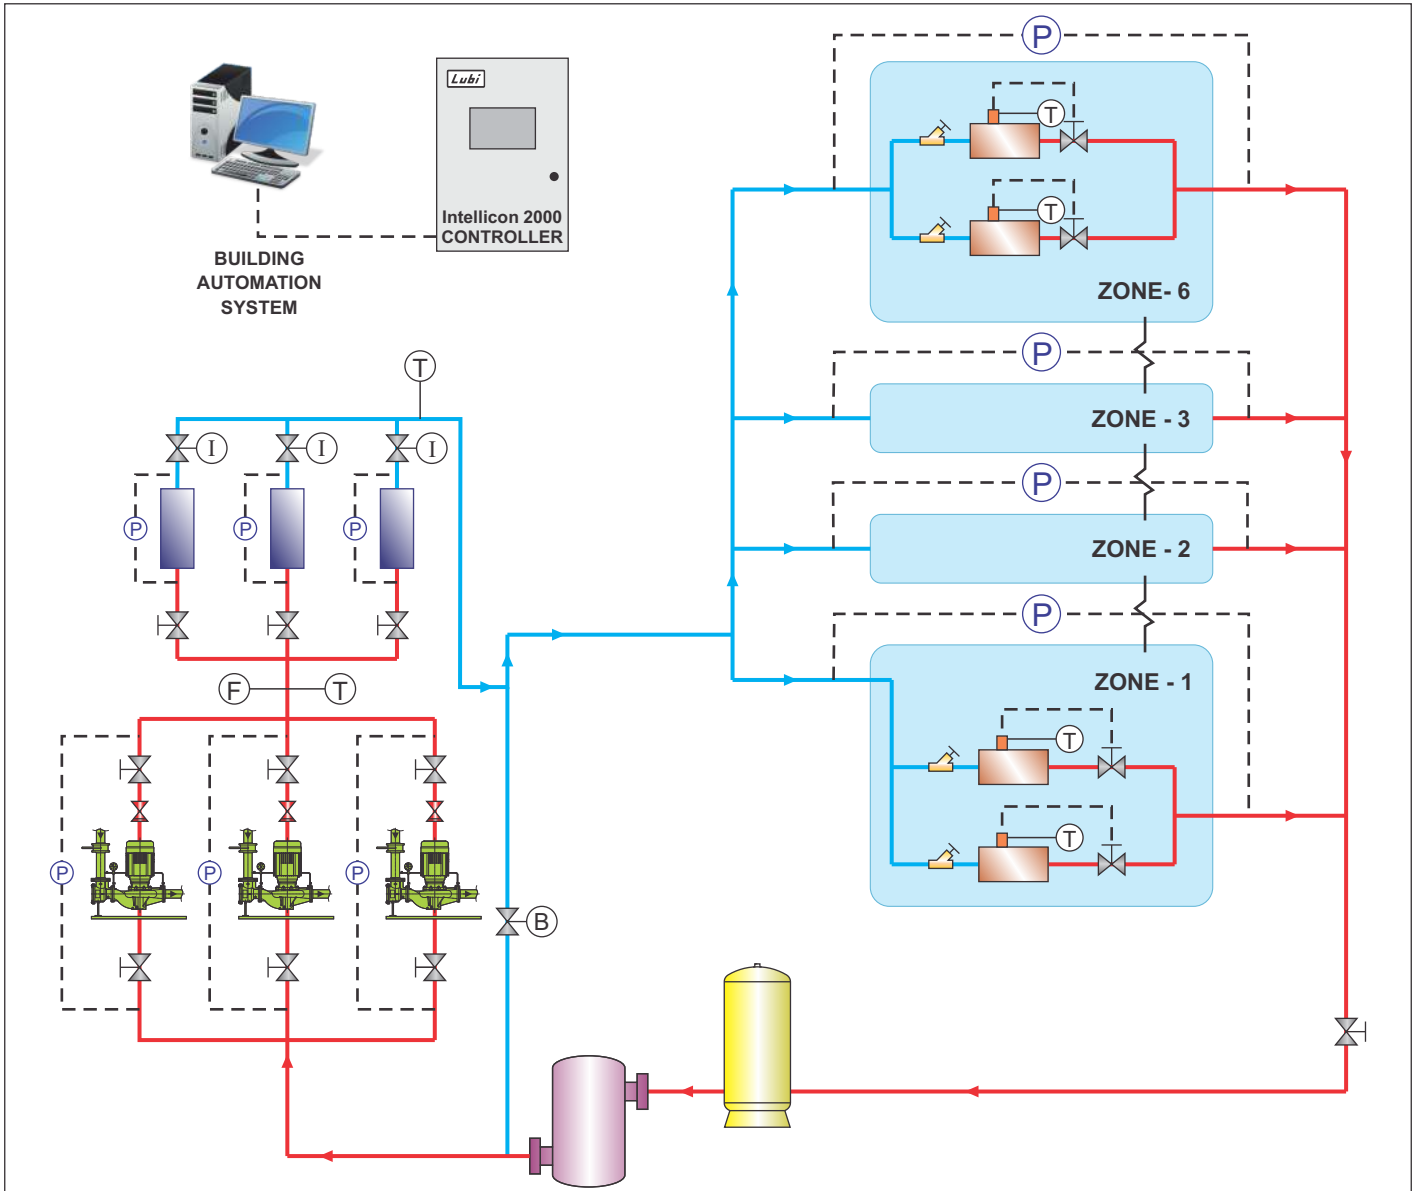 Lubi
Intellicon 2000
CONTROLLER
BUILDING
AUTOMATION
SYSTEM
P
T
T
ZONE- 6
P
ZONE - 3
P
ZONE - 2
P
ZONE - 1
T
T
T
I
I
I
P
P
P
F
T
P
P
P
B